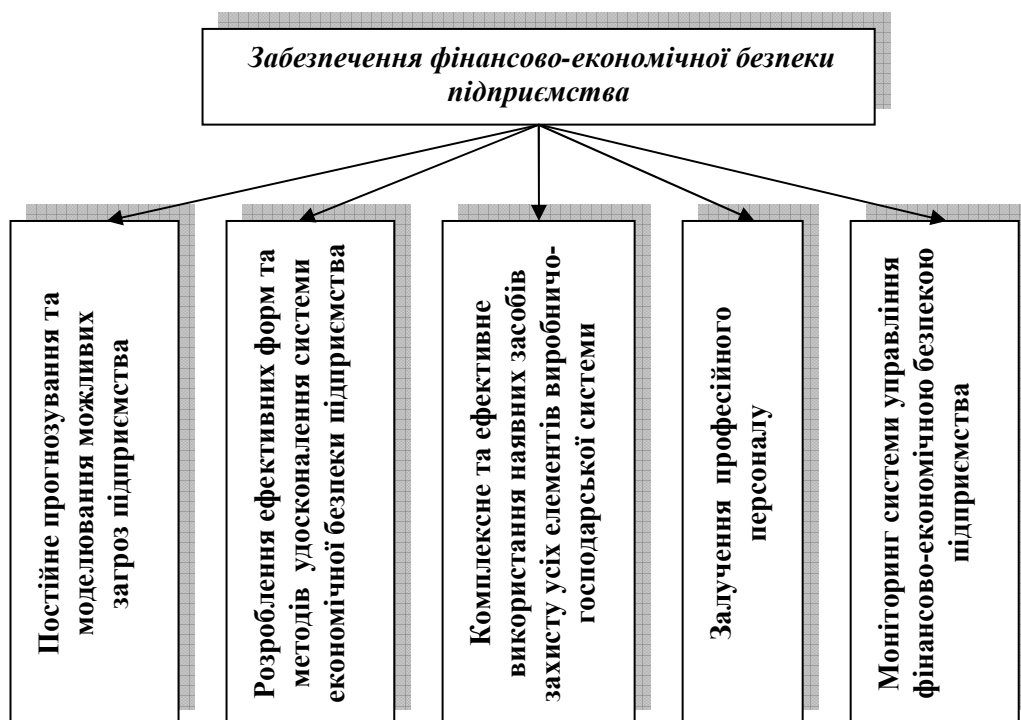 Забезпечення фінансово-економічної безпеки
підприємства
Постійне прогнозування та
моделювання можливих
загроз підприємства
Розроблення ефективних форм та
методів удосконалення системи
економічної безпеки підприємства
Комплексне та ефективне
використання наявних засобів
захисту усіх елементів виробничо-
господарської системи
Залучення професійного
персоналу
Моніторинг системи управління
фінансово-економічною безпекою
підприємства